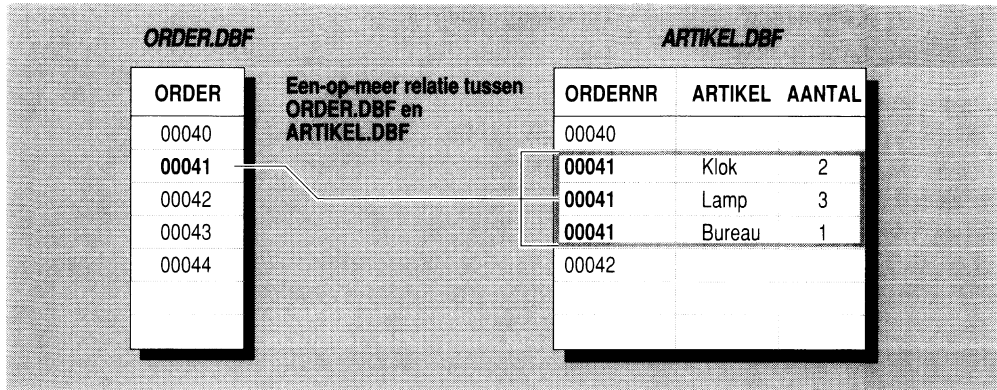 ORDER.DBF
ARTIKEL.DBF
Een-op-meer relatie tussen
ORDER.DBF en
ARTIKEL.DBF
ORDER
00040
00041
00042
00043
00044
ORDERNR ARTIKEL AANTAL
00040
00041 Klok 2
00041 Lamp 3
00041 Bureau 1
00042